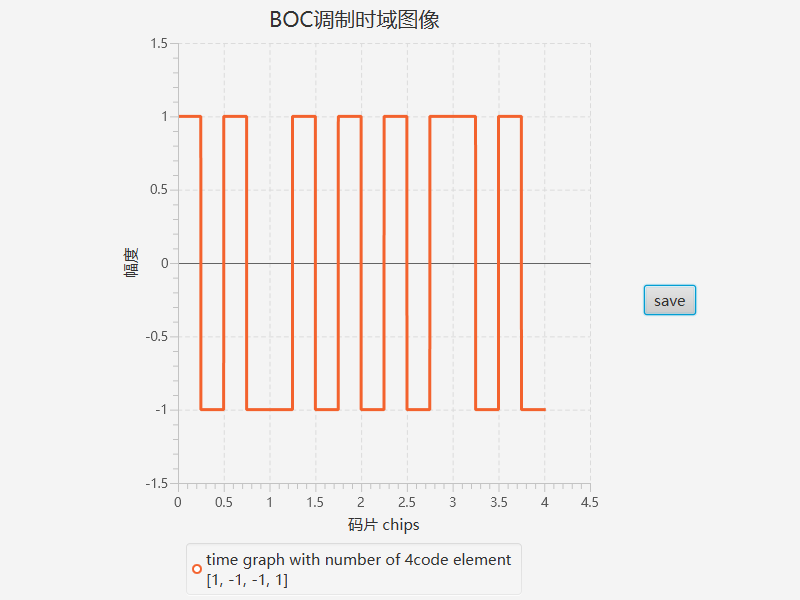 BOC调制时域图像
1.5
1
0.5
0
-0.5
-1
-1.5
幅度
0 0.5 1 1.5 2 2.5 3 3.5 4 4.5
码片 chips
save
time graph with number of 4code element
[1, -1, -1, 1]